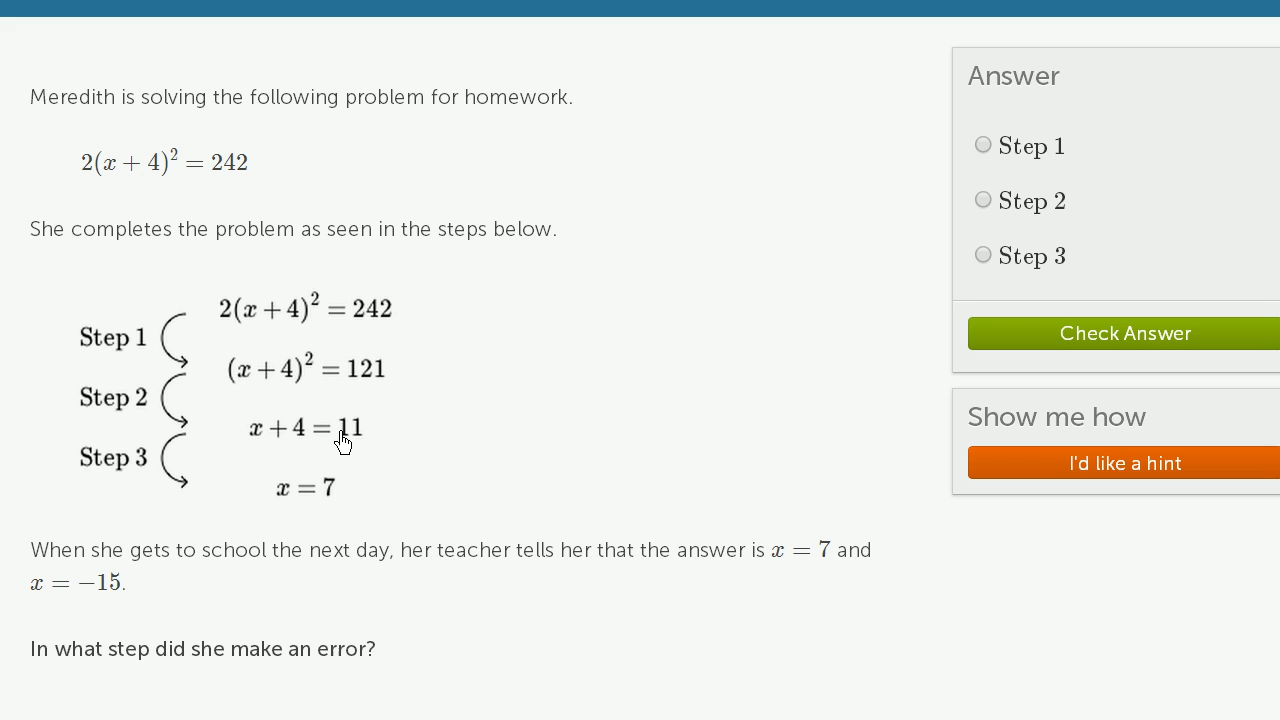 Meredith is solving the following problem for homework.
2(x + 4)² = 242
She completes the problem as seen in the steps below.
2(x + 4)² = 242
Step 1
(x + 4)² = 121
Step 2
x + 4 = 11
Step 3
x = 7
When she gets to school the next day, her teacher tells her that the answer is x = 7 and
x = −15.
In what step did she make an error?
Answer
Step 1
Step 2
Step 3
Check Answer
Show me how
I'd like a hint